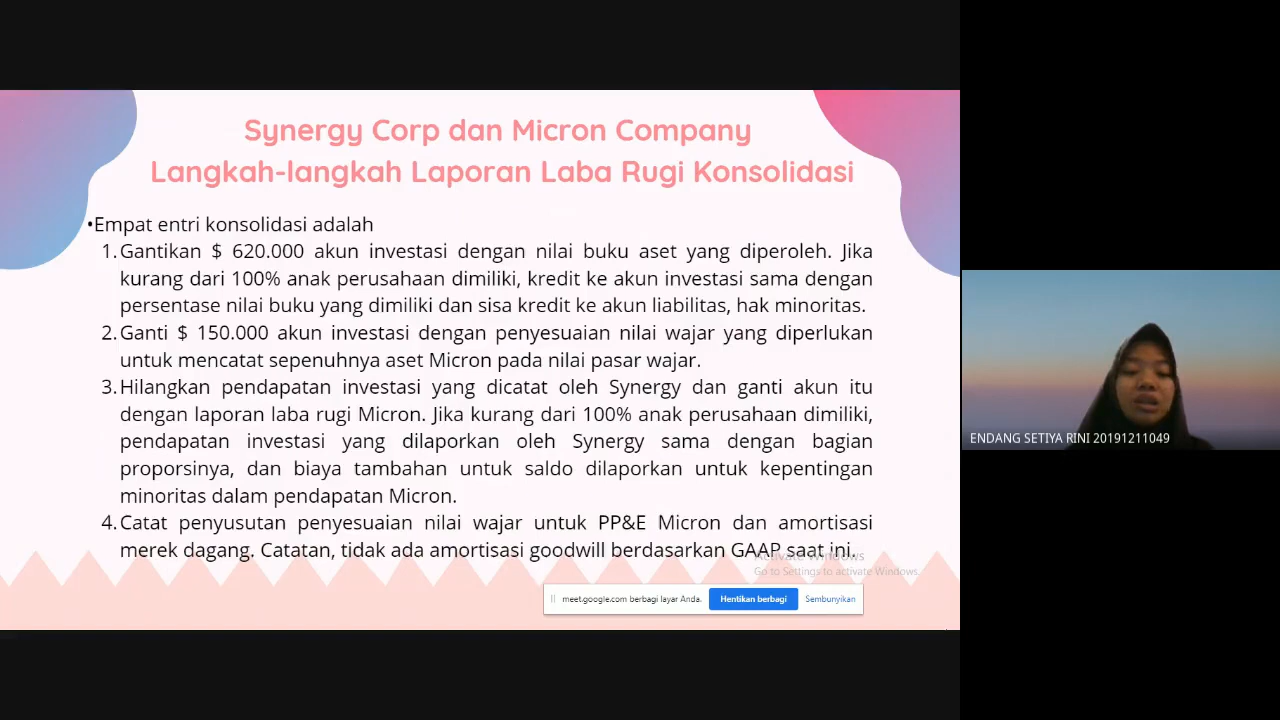 Synergy Corp dan Micron Company
Langkah-langkah Laporan Laba Rugi Konsolidasi
•Empat entri konsolidasi adalah
1. Gantikan $ 620.000 akun investasi dengan nilai buku aset yang diperoleh. Jika
kurang dari 100% anak perusahaan dimiliki, kredit ke akun investasi sama dengan
persentase nilai buku yang dimiliki dan sisa kredit ke akun liabilitas, hak minoritas.
2. Ganti $ 150.000 akun investasi dengan penyesuaian nilai wajar yang diperlukan
untuk mencatat sepenuhnya aset Micron pada nilai pasar wajar.
3. Hilangkan pendapatan investasi yang dicatat oleh Synergy dan ganti akun itu
dengan laporan laba rugi Micron. Jika kurang dari 100% anak perusahaan dimiliki,
pendapatan investasi yang dilaporkan oleh Synergy sama dengan bagian
proporsinya, dan biaya tambahan untuk saldo dilaporkan untuk kepentingan
minoritas dalam pendapatan Micron.
4. Catat penyusutan penyesuaian nilai wajar untuk PP&E Micron dan amortisasi
merek dagang. Catatan, tidak ada amortisasi goodwill berdasarkan GAAP saat ini.
Activate Windows
Go to Settings to activate Windows.
meet.google.com berbagi layar Anda.
Hentikan berbagi
Sembunyikan
ENDANG SETIYA RINI 20191211049